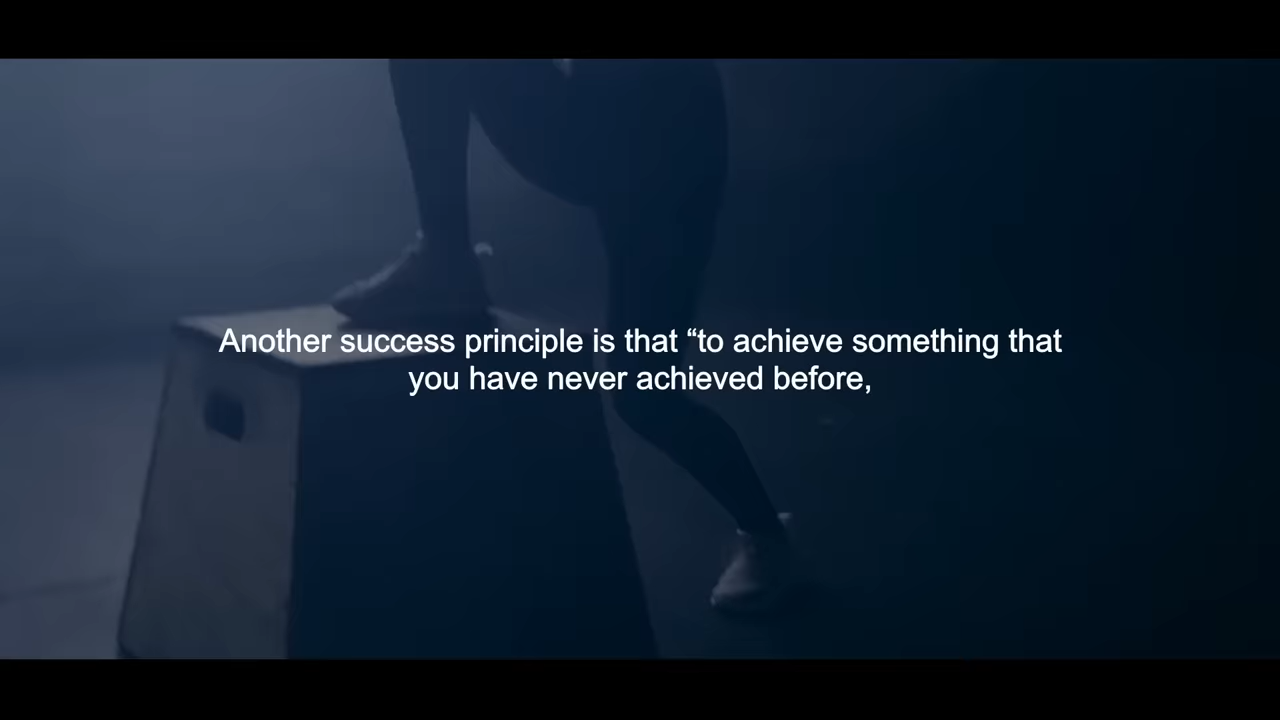 Another success principle is that “to achieve something that
you have never achieved before,